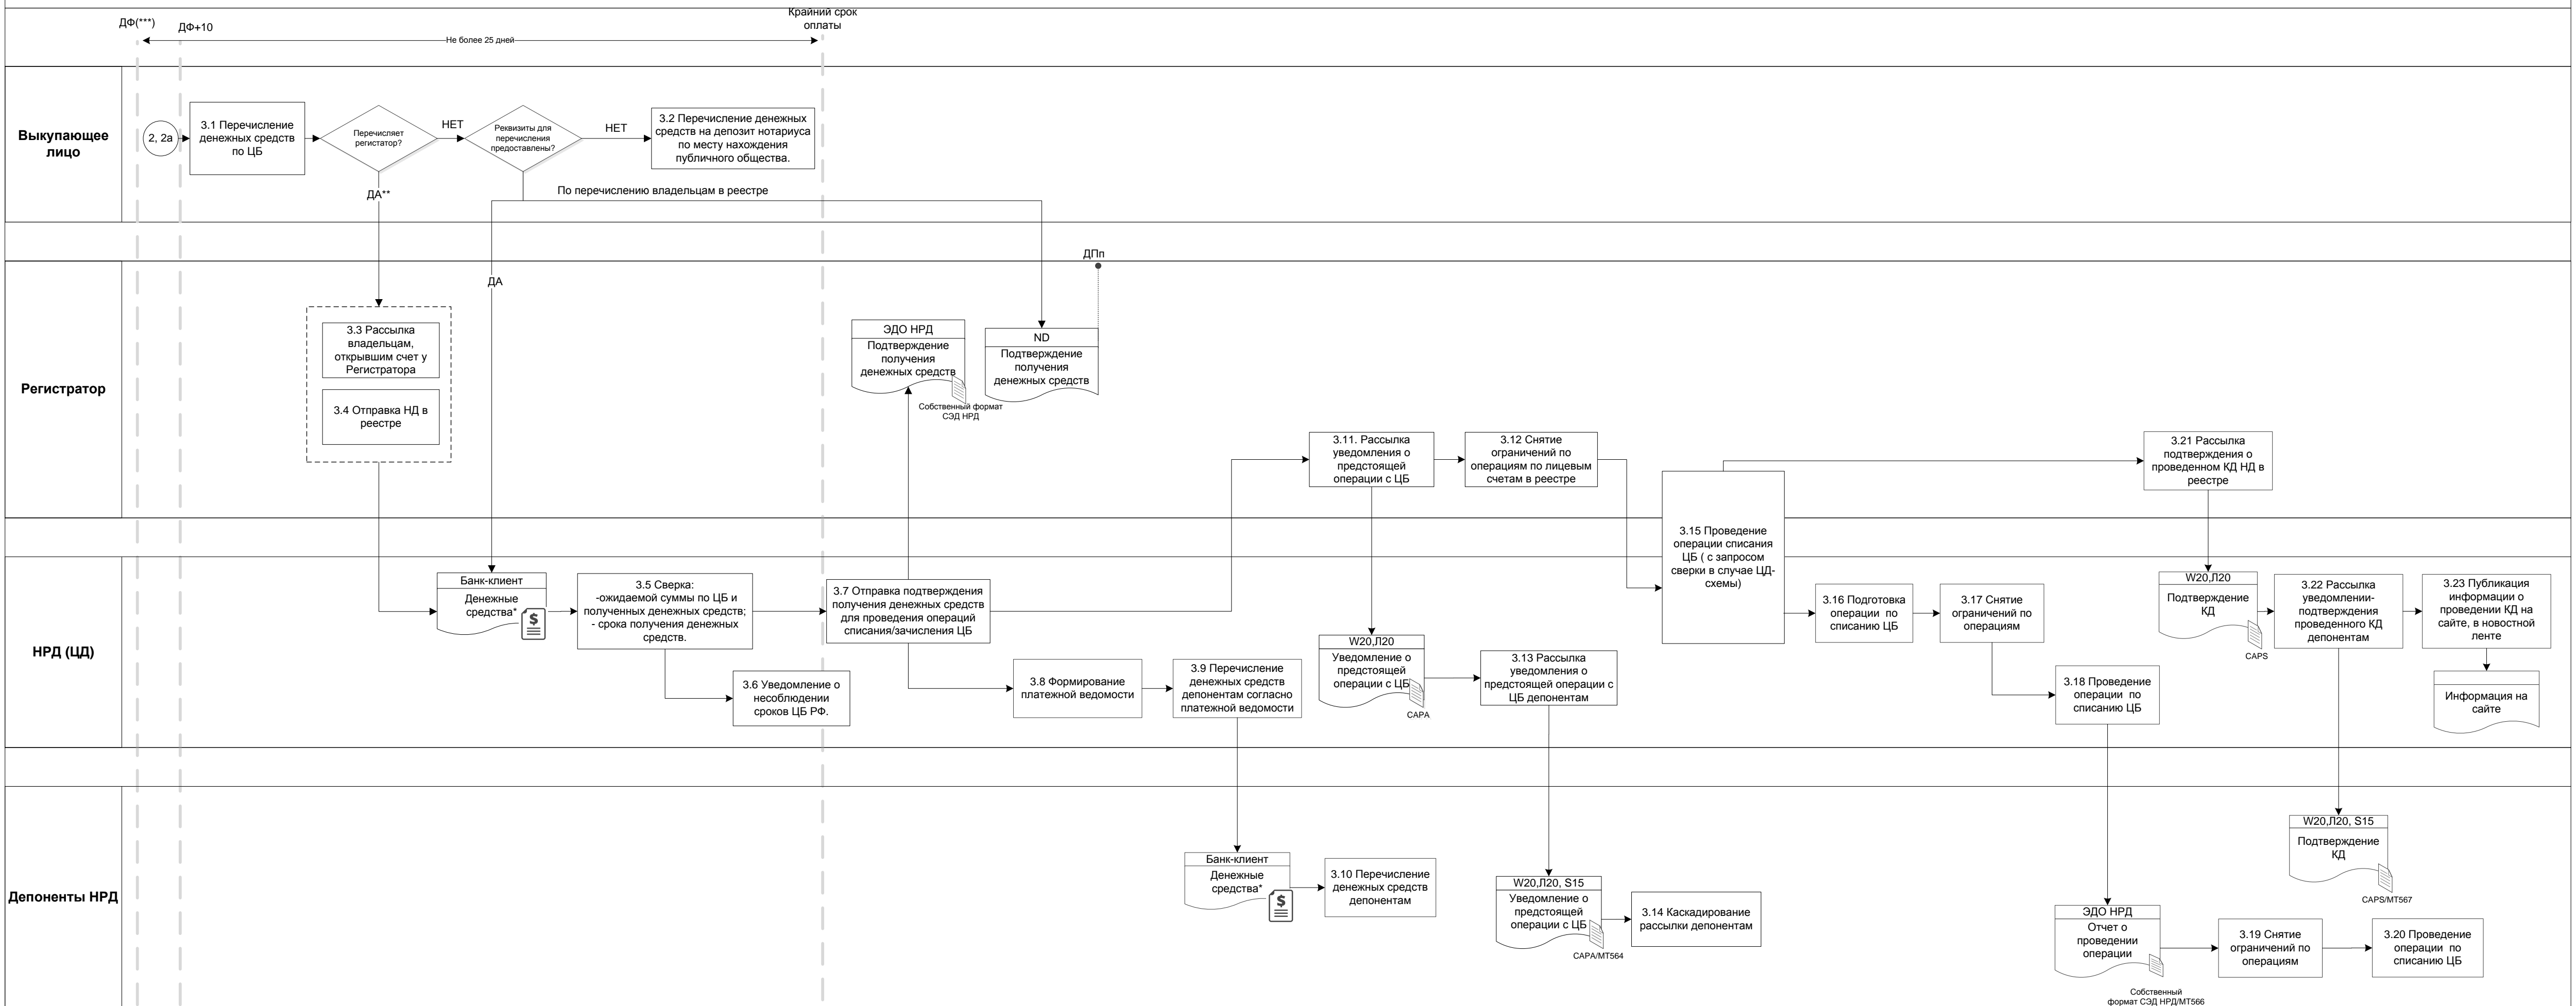 ДФ(***)
ДФ+10
Крайний срок
оплаты
Не более 25 дней
Выкупающее
лицо
2, 2а
3.1 Перечисление
денежных средств
по ЦБ
Перечисляет
регистатор?
НЕТ
Реквизиты для
перечисления
предоставлены?
НЕТ
3.2 Перечисление денежных
средств на депозит нотариуса
по месту нахождения
публичного общества.
ДА**
По перечислению владельцам в реестре
Регистратор
ДА
ДПп
3.3 Рассылка
владельцам,
открывшим счет у
Регистратора
3.4 Отправка НД в
реестре
ЭДО НРД
Подтверждение
получения
денежных средств
Собственный формат
СЭД НРД
ND
Подтверждение
получения
денежных средств
3.11. Рассылка
уведомления о
предстоящей
операции с ЦБ
3.12 Снятие
ограничений по
операциям по лицевым
счетам в реестре
3.15 Проведение
операции списания
ЦБ ( с запросом
сверки в случае ЦД-
схемы)
3.21 Рассылка
подтверждения о
проведенном КД НД в
реестре
НРД (ЦД)
Банк-клиент
Денежные
средства*
3.5 Сверка:
-ожидаемой суммы по ЦБ и
полученных денежных средств;
- срока получения денежных
средств.
3.6 Уведомление о
несоблюдении
сроков ЦБ РФ.
3.7 Отправка подтверждения
получения денежных средств
для проведения операций
списания/зачисления ЦБ
3.8 Формирование
платежной ведомости
3.9 Перечисление
денежных средств
депонентам согласно
платежной ведомости
W20,Л20
Уведомление о
предстоящей
операции с ЦБ
CAPA
3.13 Рассылка
уведомления о
предстоящей операции с
ЦБ депонентам
3.16 Подготовка
операции по
списанию ЦБ
3.17 Снятие
ограничений по
операциям
3.18 Проведение
операции по
списанию ЦБ
W20,Л20
Подтверждение
КД
CAPS
3.22 Рассылка
уведомлении-
подтверждения
проведенного КД
депонентам
3.23 Публикация
информации о
проведении КД на
сайте, в новостной
ленте
Информация на
сайте
Депоненты НРД
Банк-клиент
Денежные
средства*
3.10 Перечисление
денежных средств
депонентам
W20,Л20, S15
Уведомление о
предстоящей
операции с ЦБ
CAPA/MT564
3.14 Каскадирование
рассылки депонентам
ЭДО НРД
Отчет о
проведении
операции
Собственный
формат СЭД НРД/МТ566
3.19 Снятие
ограничений по
операциям
3.20 Проведение
операции по
списанию ЦБ
W20,Л20, S15
Подтверждение
КД
CAPS/MT567